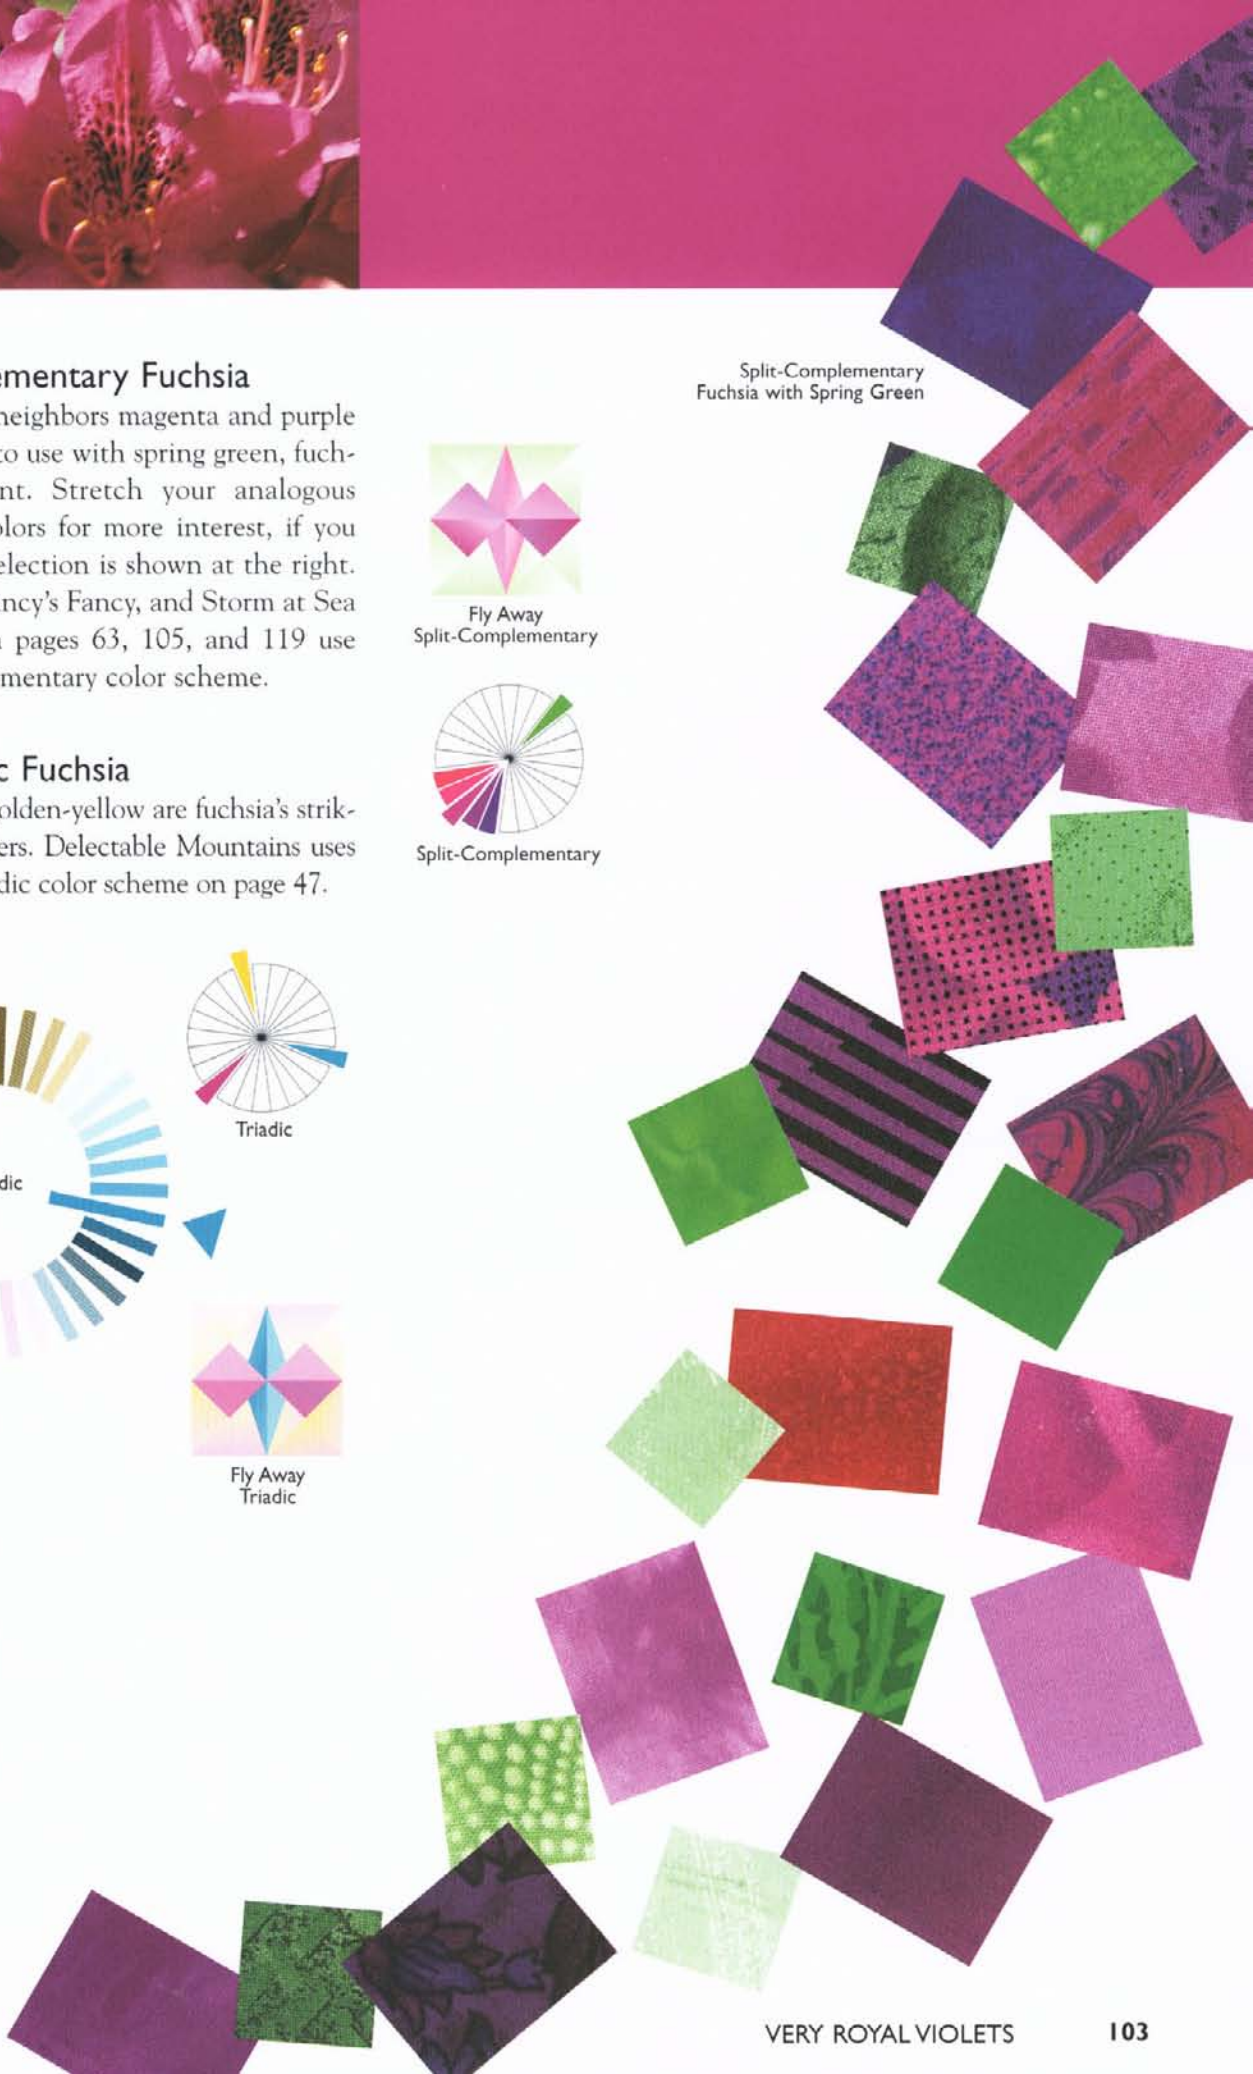 ementary Fuchsia
neighbors magenta and purple
to use with spring green, fuch-
nt. Stretch your analogous
olors for more interest, if you
election is shown at the right.
ncy's Fancy, and Storm at Sea
n pages 63, 105, and 119 use
mentary color scheme.
c Fuchsia
olden-yellow are fuchsia's strik-
ers. Delectable Mountains uses
dic color scheme on page 47.
Triadic
dic
Fly Away
Triadic
Fly Away
Split-Complementary
Split-Complementary
Split-Complementary
Fuchsia with Spring Green
VERY ROYAL VIOLETS 103